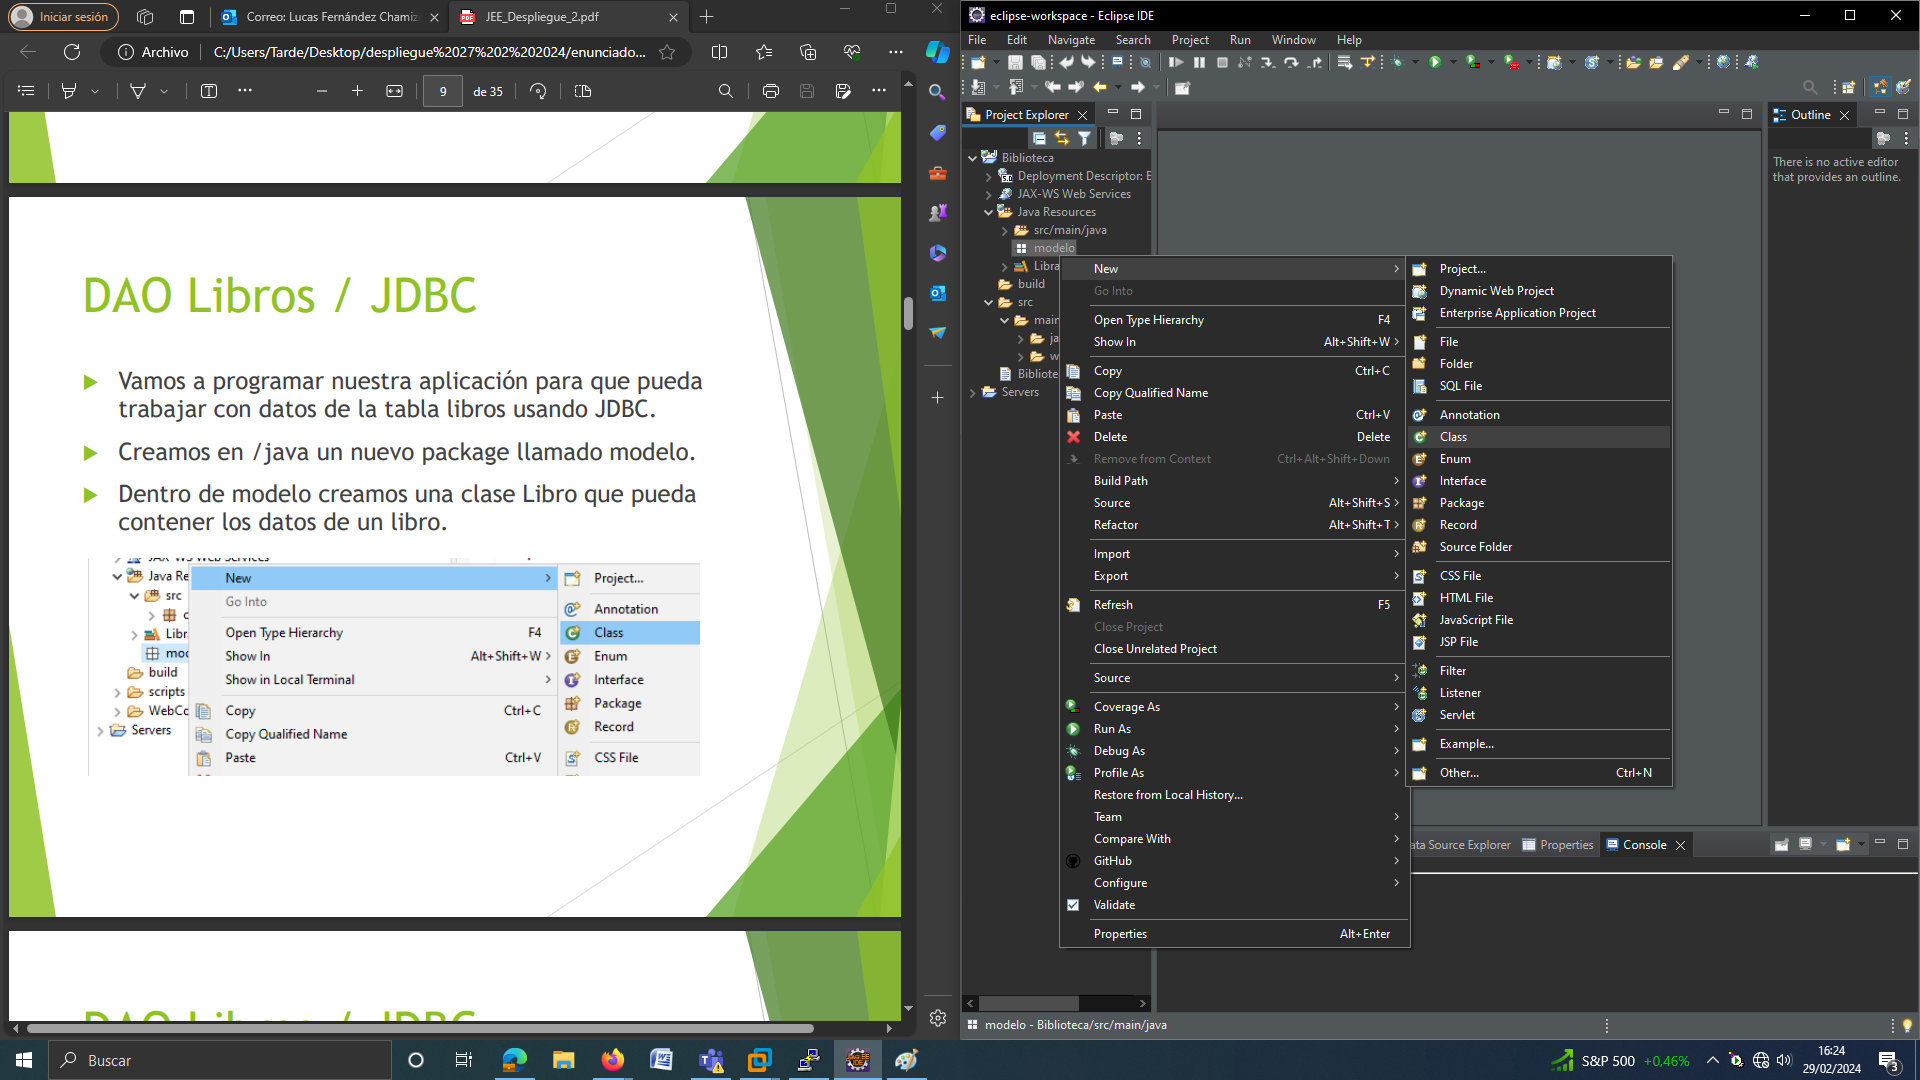 Iniciar sesión
Correo: Lucas Fernández Chamiz
JEE_Despliegue_2.pdf
Archivo
C:/Users/Tarde/Desktop/despliegue%2027%202%202024/enunciado...
9
de 35
DAO Libros / JDBC
Vamos a programar nuestra aplicación para que pueda
trabajar con datos de la tabla libros usando JDBC.
Creamos en /java un nuevo package llamado modelo.
Dentro de modelo creamos una clase Libro que pueda
contener los datos de un libro.
JAX-WS Web Services
Java Re
src
Libr
mod
build
scripts
WebCo
Servers
New
Go Into
Open Type Hierarchy F4
Show In Alt+Shift+W
Show in Local Terminal
Copy Ctrl+C
Copy Qualified Name
Paste Ctrl+V
Project...
Annotation
Class
Enum
Interface
Package
Record
CSS File
DAO Libros / JDBC
eclipse-workspace - Eclipse IDE
File Edit Navigate Search Project Run Window Help
Project Explorer
Biblioteca
Deployment Descriptor: B
JAX-WS Web Services
Java Resources
src/main/java
modelo
Libra
build
src
main
ja
w
Bibliote
Servers
Outline
There is no active editor
that provides an outline.
New
Go Into
Open Type Hierarchy F4
Show In Alt+Shift+W
Copy Ctrl+C
Copy Qualified Name
Paste Ctrl+V
Delete Delete
Remove from Context Ctrl+Alt+Shift+Down
Build Path
Source Alt+Shift+S
Refactor Alt+Shift+T
Import
Export
Refresh F5
Close Project
Close Unrelated Project
Source
Coverage As
Run As
Debug As
Profile As
Restore from Local History...
Team
Compare With
GitHub
Configure
Validate
Properties Alt+Enter
Project...
Dynamic Web Project
Enterprise Application Project
File
Folder
SQL File
Annotation
Class
Enum
Interface
Package
Record
Source Folder
CSS File
HTML File
JavaScript File
JSP File
Filter
Listener
Servlet
Example...
Other... Ctrl+N
ata Source Explorer
Properties
Console
modelo - Biblioteca/src/main/java
Buscar
S&P 500 +0,46%
16:24
29/02/2024
3